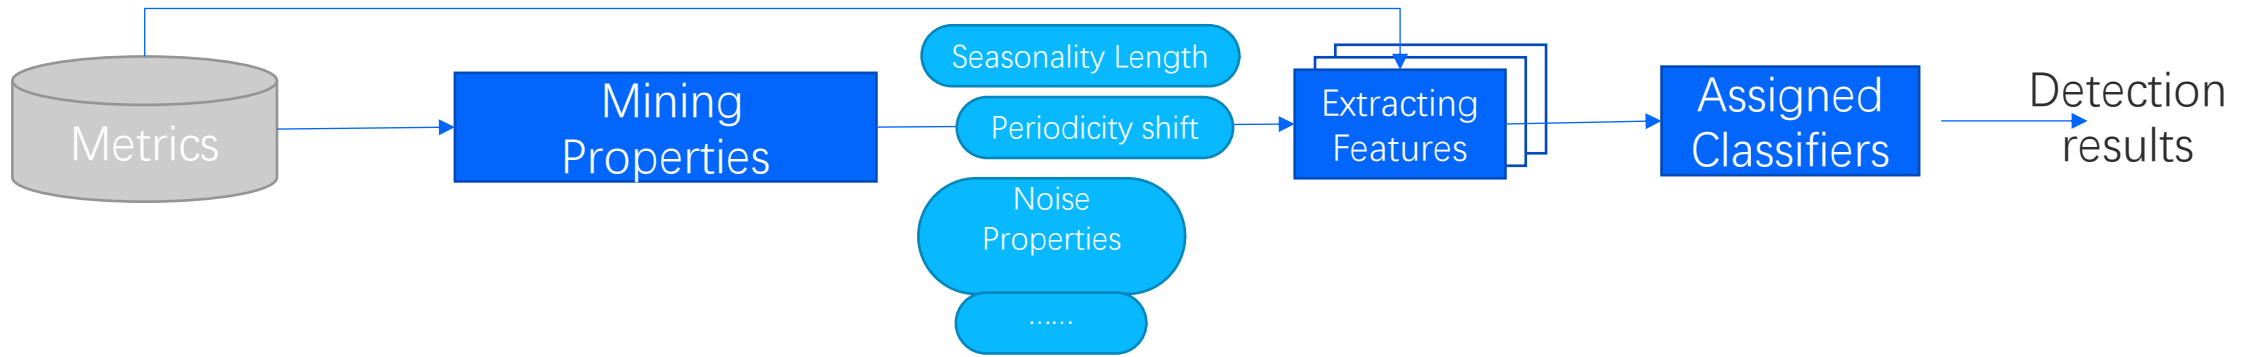 Metrics
Mining
Properties
Seasonality Length
Periodicity shift
Noise
Properties
......
Extracting
Features
Assigned
Classifiers
Detection
results